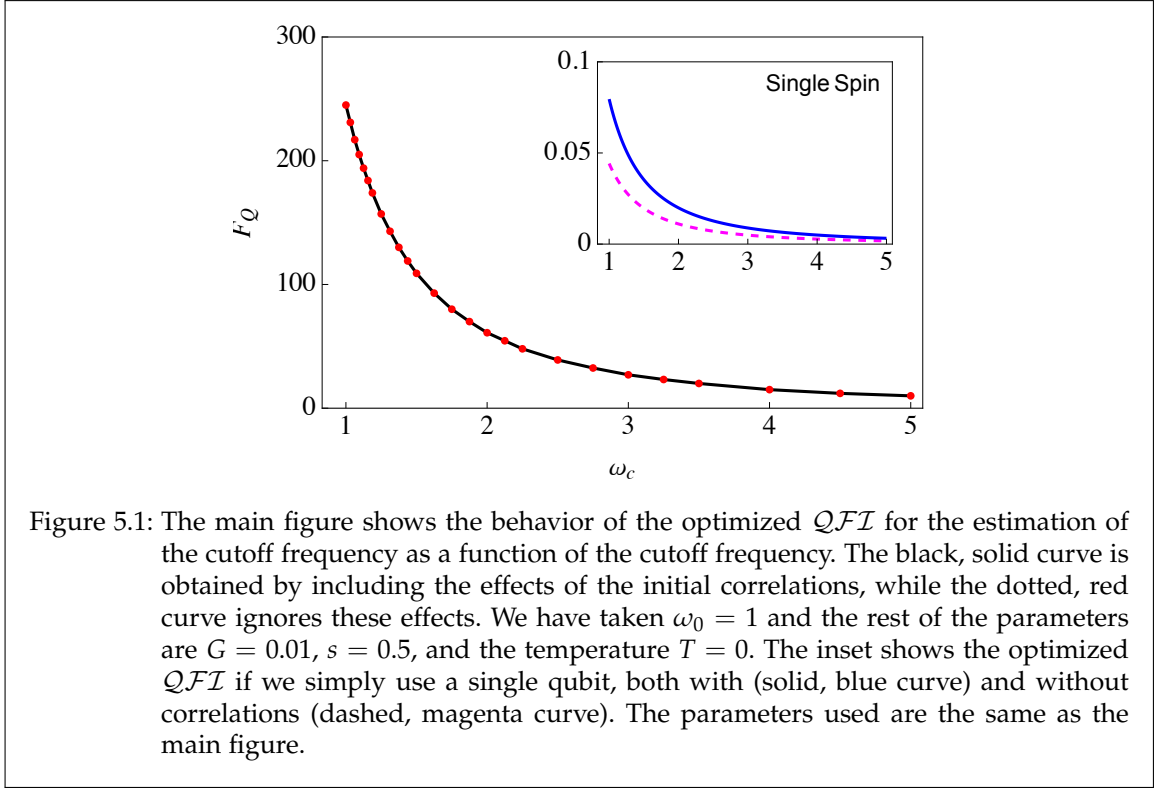 300
200
100
0
F_Q
1 2 3 4 5
ω_c
0.1
0.05
0
1 2 3 4 5
Single Spin
Figure 5.1: The main figure shows the behavior of the optimized 𝒬ℱℐ for the estimation of
the cutoff frequency as a function of the cutoff frequency. The black, solid curve is
obtained by including the effects of the initial correlations, while the dotted, red
curve ignores these effects. We have taken ω₀ = 1 and the rest of the parameters
are G = 0.01, s = 0.5, and the temperature T = 0. The inset shows the optimized
𝒬ℱℐ if we simply use a single qubit, both with (solid, blue curve) and without
correlations (dashed, magenta curve). The parameters used are the same as the
main figure.